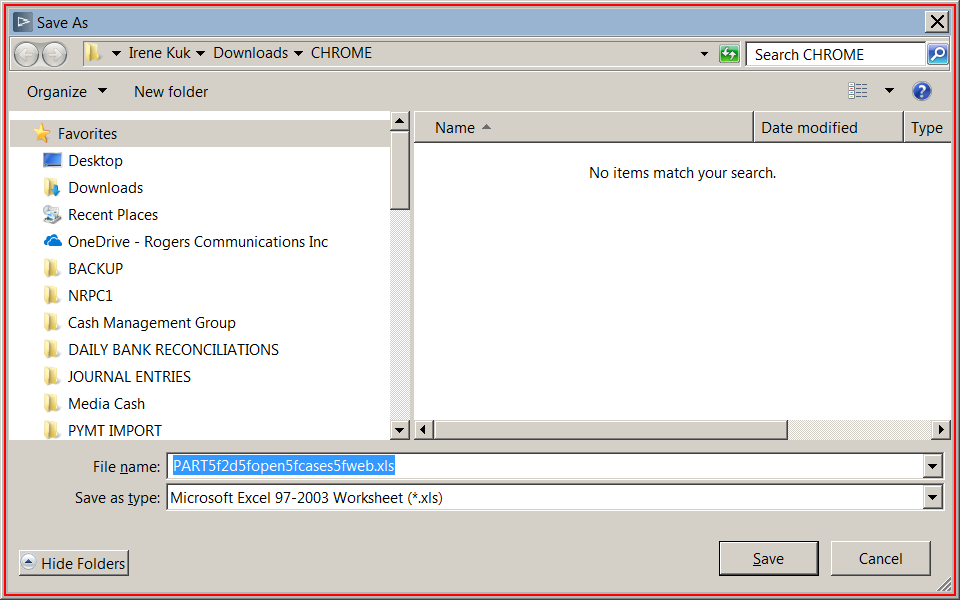 Save As
Irene Kuk Downloads CHROME Search CHROME
Organize New folder
Favorites
Desktop
Downloads
Recent Places
OneDrive - Rogers Communications Inc
BACKUP
NRPC1
Cash Management Group
DAILY BANK RECONCILIATIONS
JOURNAL ENTRIES
Media Cash
PYMT IMPORT
Name Date modified Type
No items match your search.
File name: PART5f2d5fopen5fcases5fweb.xls
Save as type: Microsoft Excel 97-2003 Worksheet (*.xls)
Hide Folders Save Cancel